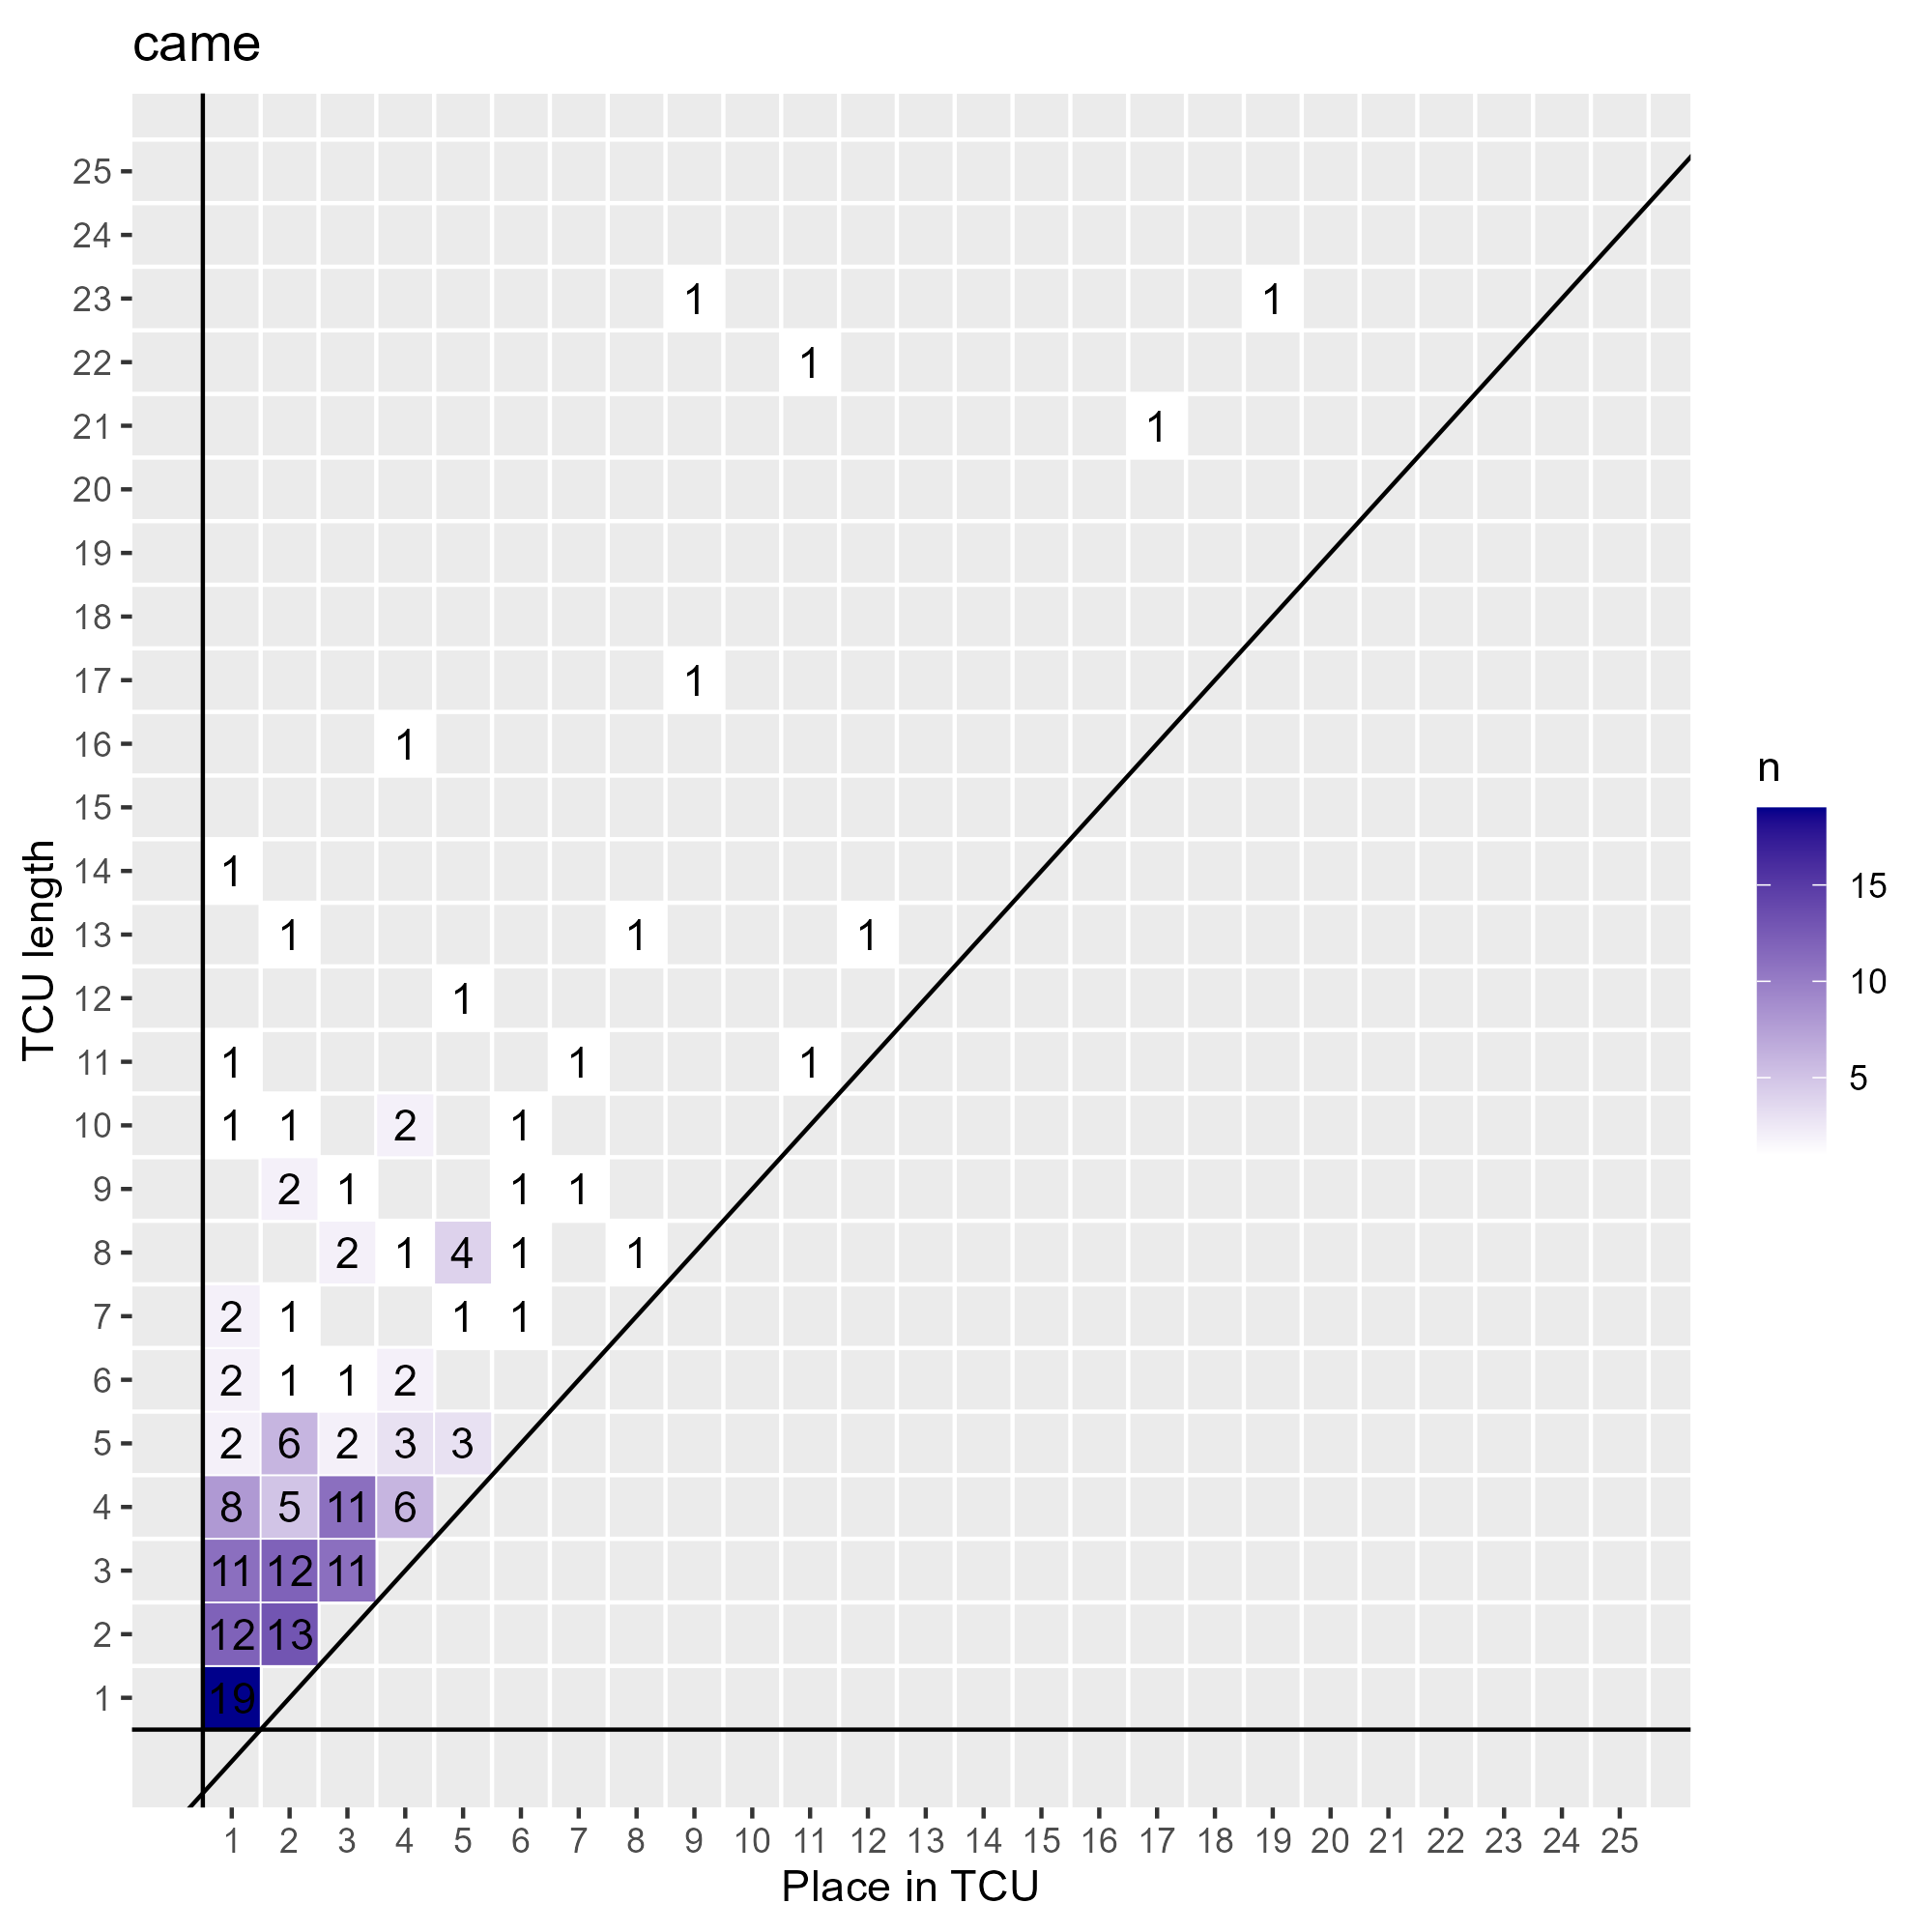 came
25
24
23 1 1
22 1
21 1
20
19
18
17 1
16 1
15
14 1
13 1 1 1
12 1
11 1 1 1
10 1 1 2 1
9 2 1 1 1
8 2 1 4 1 1
7 2 1 1 1
6 2 1 1 2
5 2 6 2 3 3
4 8 5 11 6
3 11 12 11
2 12 13
1 19
1 2 3 4 5 6 7 8 9 10 11 12 13 14 15 16 17 18 19 20 21 22 23 24 25
Place in TCU
TCU length
n
15
10
5